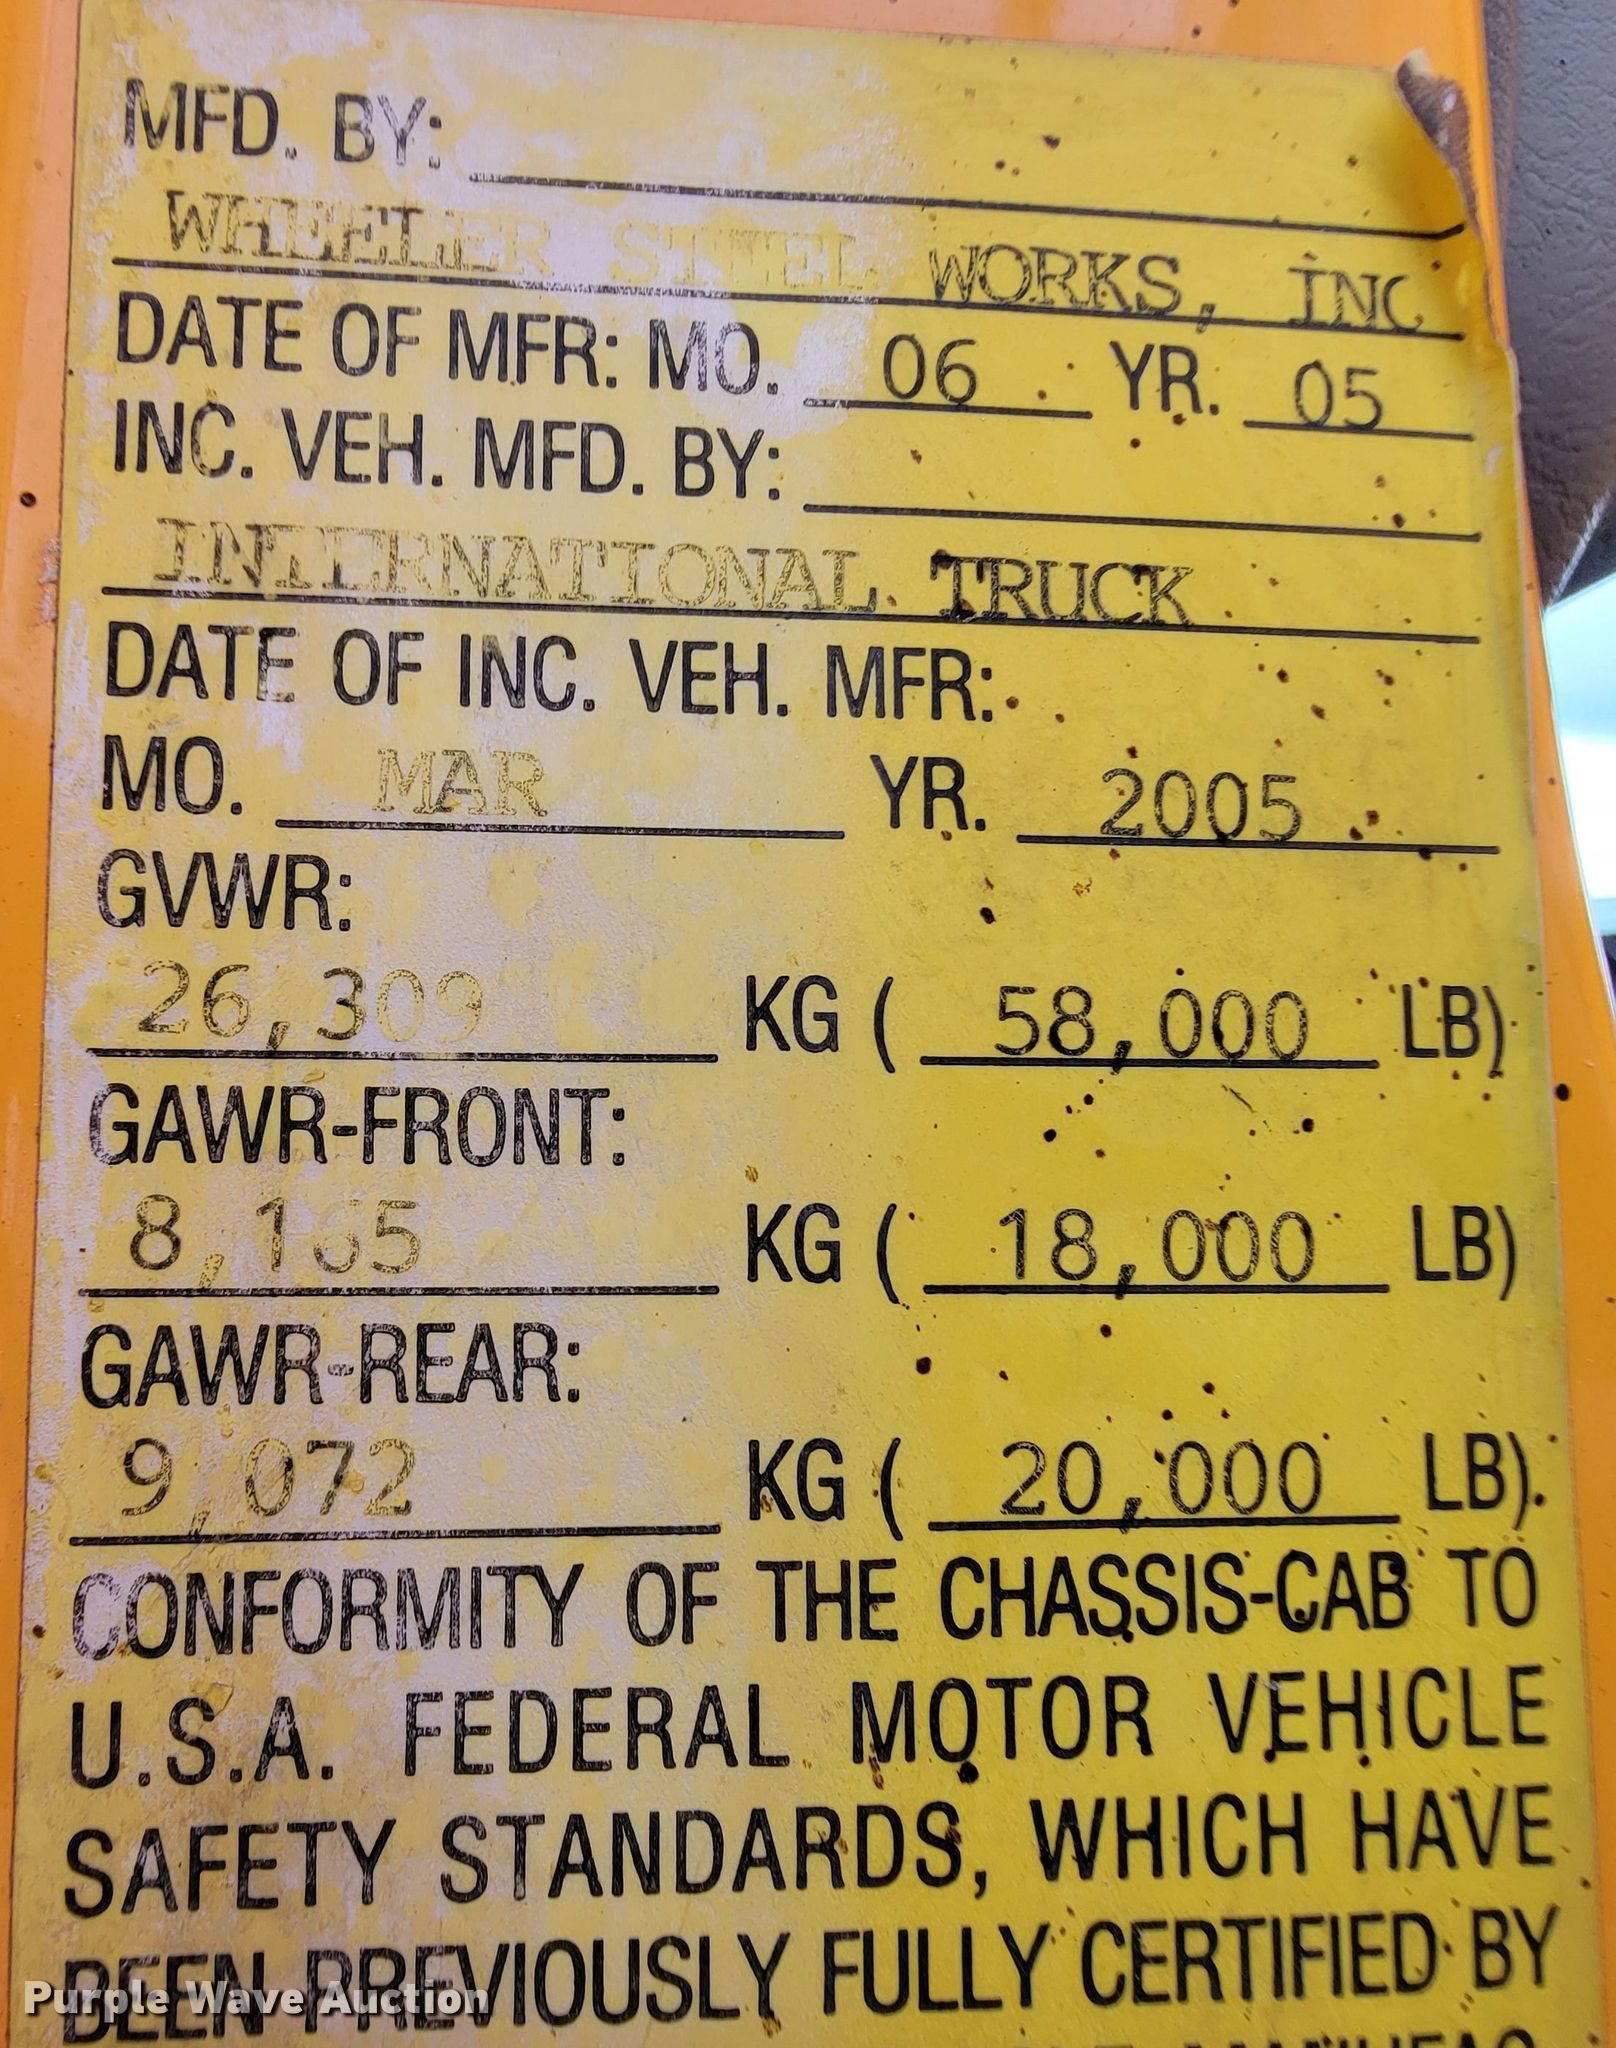 MFD. BY:
WHEELER STEEL WORKS, INC
DATE OF MFR: MO. 06 YR. 05
INC. VEH. MFD. BY:
INTERNATIONAL TRUCK
DATE OF INC. VEH. MFR:
MO. MAR YR. 2005
GVWR:
26,309 KG ( 58,000 LB)
GAWR-FRONT:
8,165 KG ( 18,000 LB)
GAWR-REAR:
9,072 KG ( 20,000 LB)
CONFORMITY OF THE CHASSIS-CAB TO
U.S.A. FEDERAL MOTOR VEHICLE
SAFETY STANDARDS, WHICH HAVE
BEEN PREVIOUSLY FULLY CERTIFIED BY
Purple Wave Auction